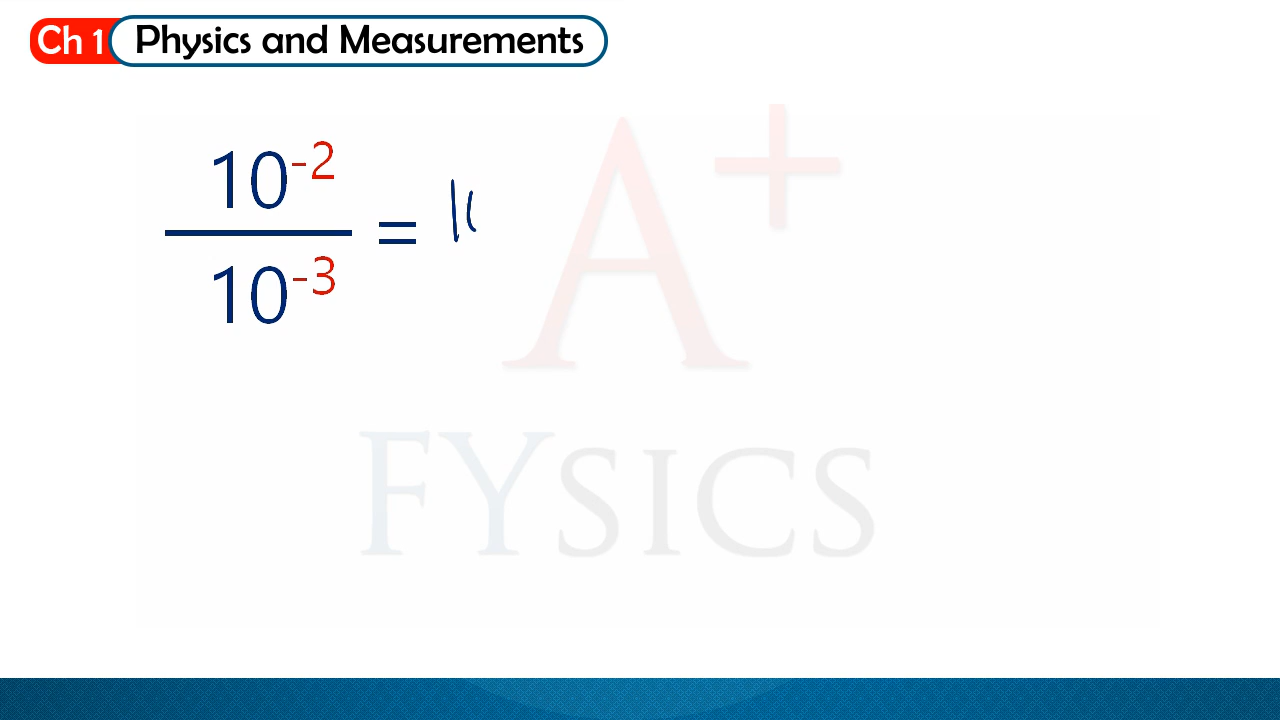 Ch 1 Physics and Measurements
10⁻²
10⁻³
=
A+
FYSICS